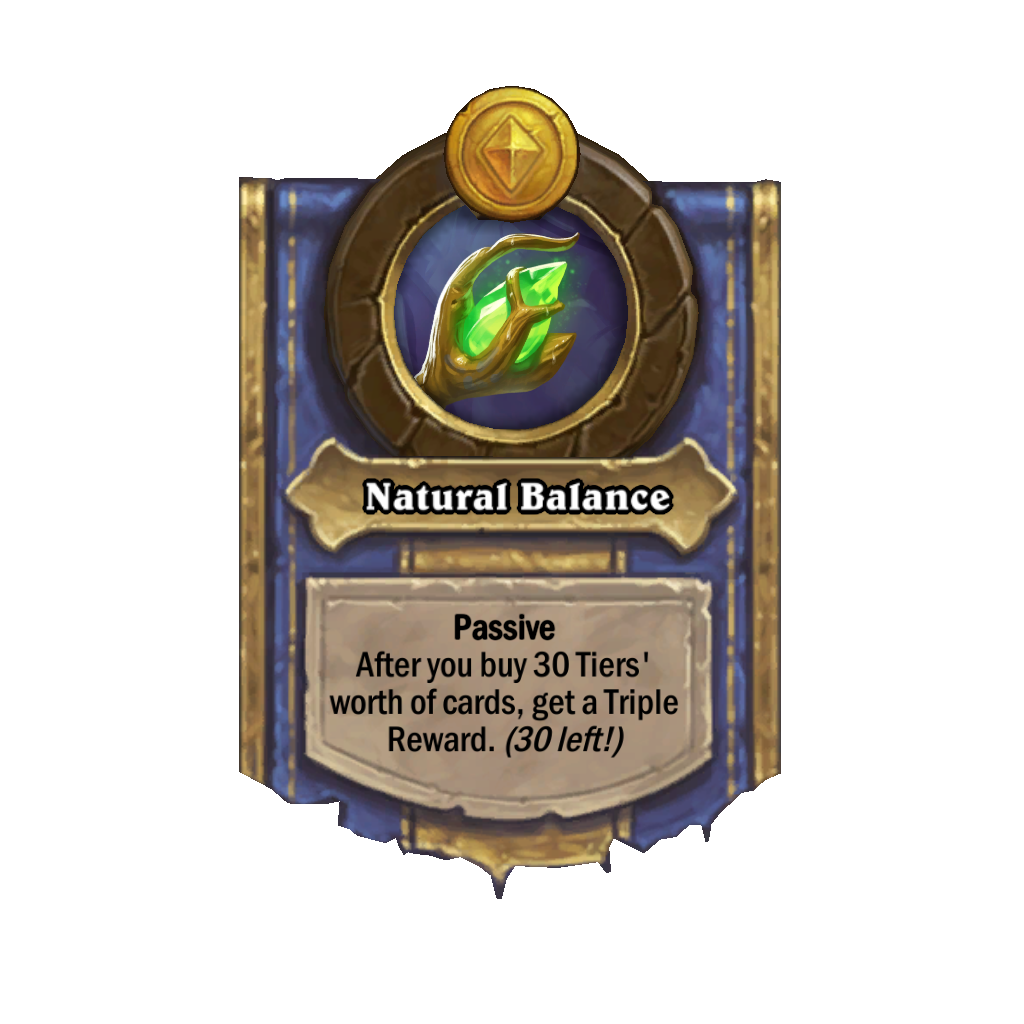 Natural Balance
Passive
After you buy 30 Tiers'
worth of cards, get a Triple
Reward. (30 left!)